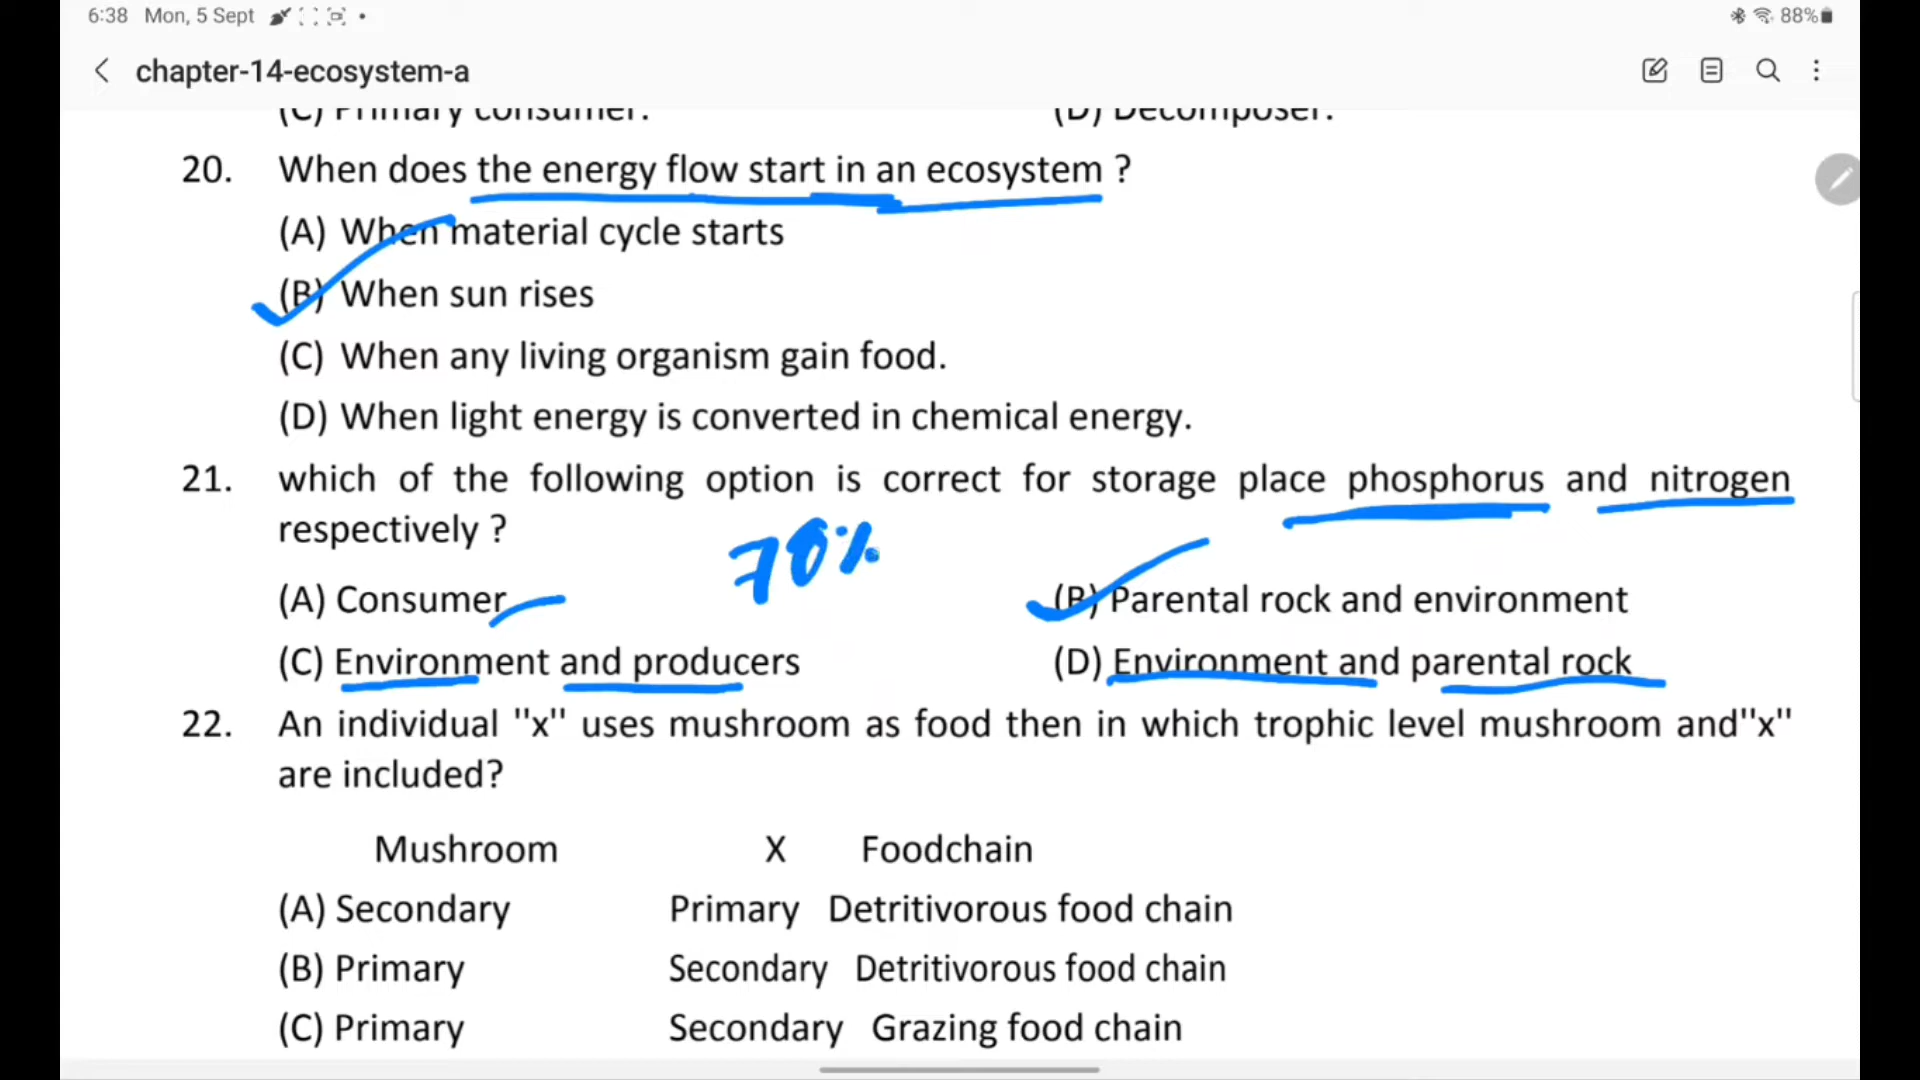 6:38 Mon, 5 Sept
88%
chapter-14-ecosystem-a
(C) Primary consumer. (D) Decomposer.
20. When does the energy flow start in an ecosystem ?
(A) When material cycle starts
(B) When sun rises
(C) When any living organism gain food.
(D) When light energy is converted in chemical energy.
21. which of the following option is correct for storage place phosphorus and nitrogen
respectively ?
78%
(A) Consumer (B) Parental rock and environment
(C) Environment and producers (D) Environment and parental rock
22. An individual "x" uses mushroom as food then in which trophic level mushroom and"x"
are included?
Mushroom X Foodchain
(A) Secondary Primary Detritivorous food chain
(B) Primary Secondary Detritivorous food chain
(C) Primary Secondary Grazing food chain